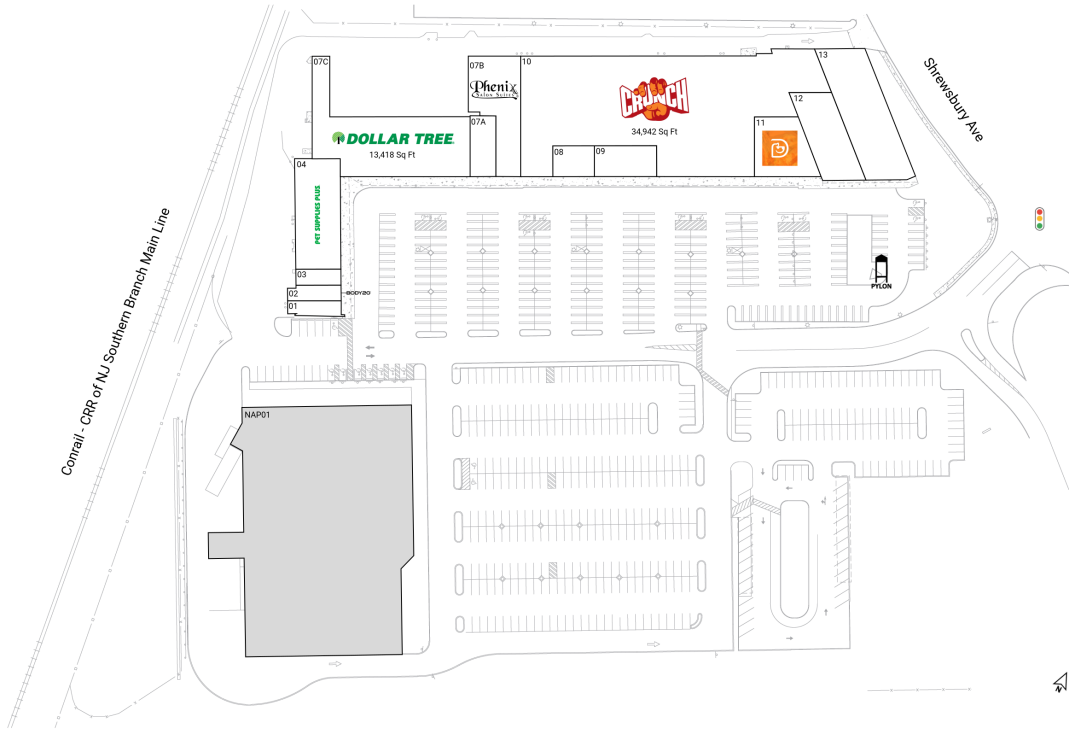 Shrewsbury Ave
Conrail - CRR of NJ Southern Branch Main Line
07C
07B
Phenix
SALON SUITES
10
CRUNCH
34,942 Sq Ft
13
12
11
DOLLAR TREE
13,418 Sq Ft
07A
08
09
04
PET SUPPLIES PLUS
03
02
BODY20
01
PYLON
NAP01
N